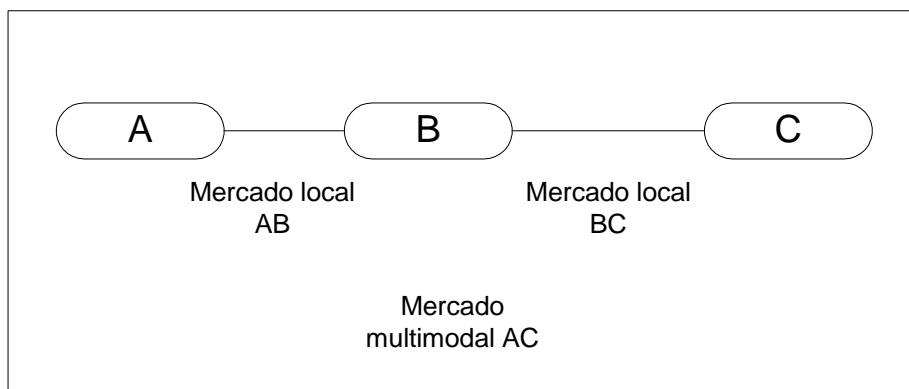 A B C
Mercado local Mercado local
AB BC
Mercado
multimodal AC